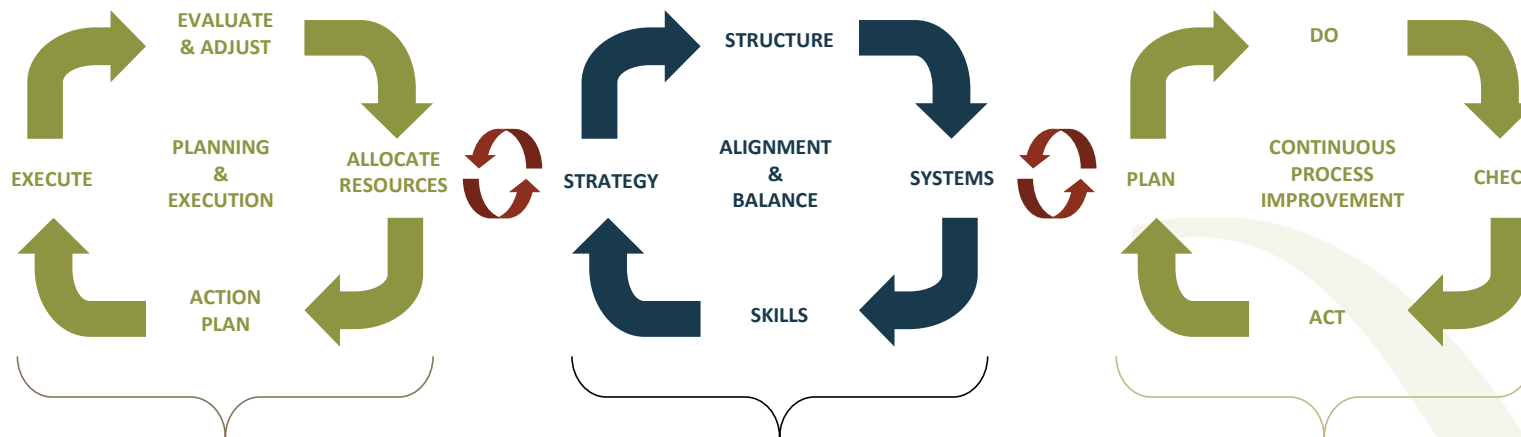 EVALUATE
& ADJUST
EXECUTE
PLANNING
&
EXECUTION
ALLOCATE
RESOURCES
ACTION
PLAN
STRUCTURE
STRATEGY
ALIGNMENT
&
BALANCE
SYSTEMS
SKILLS
DO
PLAN
CONTINUOUS
PROCESS
IMPROVEMENT
CHEC
ACT